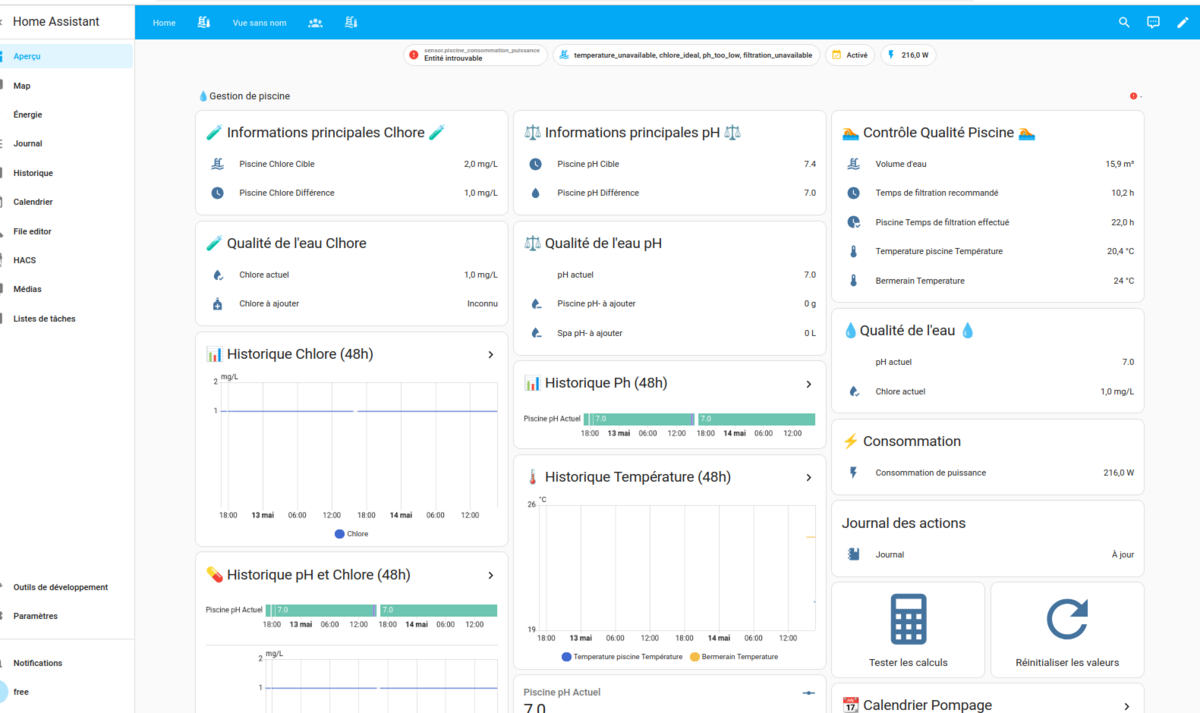 Home Assistant
Home
Vue sans nom
Aperçu
Map
Énergie
Journal
Historique
Calendrier
File editor
HACS
Médias
Listes de tâches
Outils de développement
Paramètres
Notifications
free
sensor.piscine_consommation_puissance
Entité introuvable
temperature_unavailable, chlore_ideal, ph_too_low, filtration_unavailable
Activé
216,0 W
Gestion de piscine
Informations principales Clhore
Piscine Chlore Cible 2,0 mg/L
Piscine Chlore Différence 1,0 mg/L
Qualité de l'eau Clhore
Chlore actuel 1,0 mg/L
Chlore à ajouter Inconnu
Historique Chlore (48h)
mg/L
2
1
18:00 13 mai 06:00 12:00 18:00 14 mai 06:00 12:00
Chlore
Historique pH et Chlore (48h)
Piscine pH Actuel 7.0 7.0
18:00 13 mai 06:00 12:00 18:00 14 mai 06:00 12:00
mg/L
2
1
Informations principales pH
Piscine pH Cible 7.4
Piscine pH Différence 7.0
Qualité de l'eau pH
pH actuel 7.0
Piscine pH- à ajouter 0 g
Spa pH- à ajouter 0 L
Historique Ph (48h)
Piscine pH Actuel 7.0 7.0
18:00 13 mai 06:00 12:00 18:00 14 mai 06:00 12:00
Historique Température (48h)
°C
26
19
18:00 13 mai 06:00 12:00 18:00 14 mai 06:00 12:00
Temperature piscine Température Bermerain Temperature
Piscine pH Actuel
7.0
Contrôle Qualité Piscine
Volume d'eau 15,9 m³
Temps de filtration recommandé 10,2 h
Piscine Temps de filtration effectué 22,0 h
Temperature piscine Température 20,4 °C
Bermerain Temperature 24 °C
Qualité de l'eau
pH actuel 7.0
Chlore actuel 1,0 mg/L
Consommation
Consommation de puissance 216,0 W
Journal des actions
Journal À jour
Tester les calculs
Réinitialiser les valeurs
Calendrier Pompage